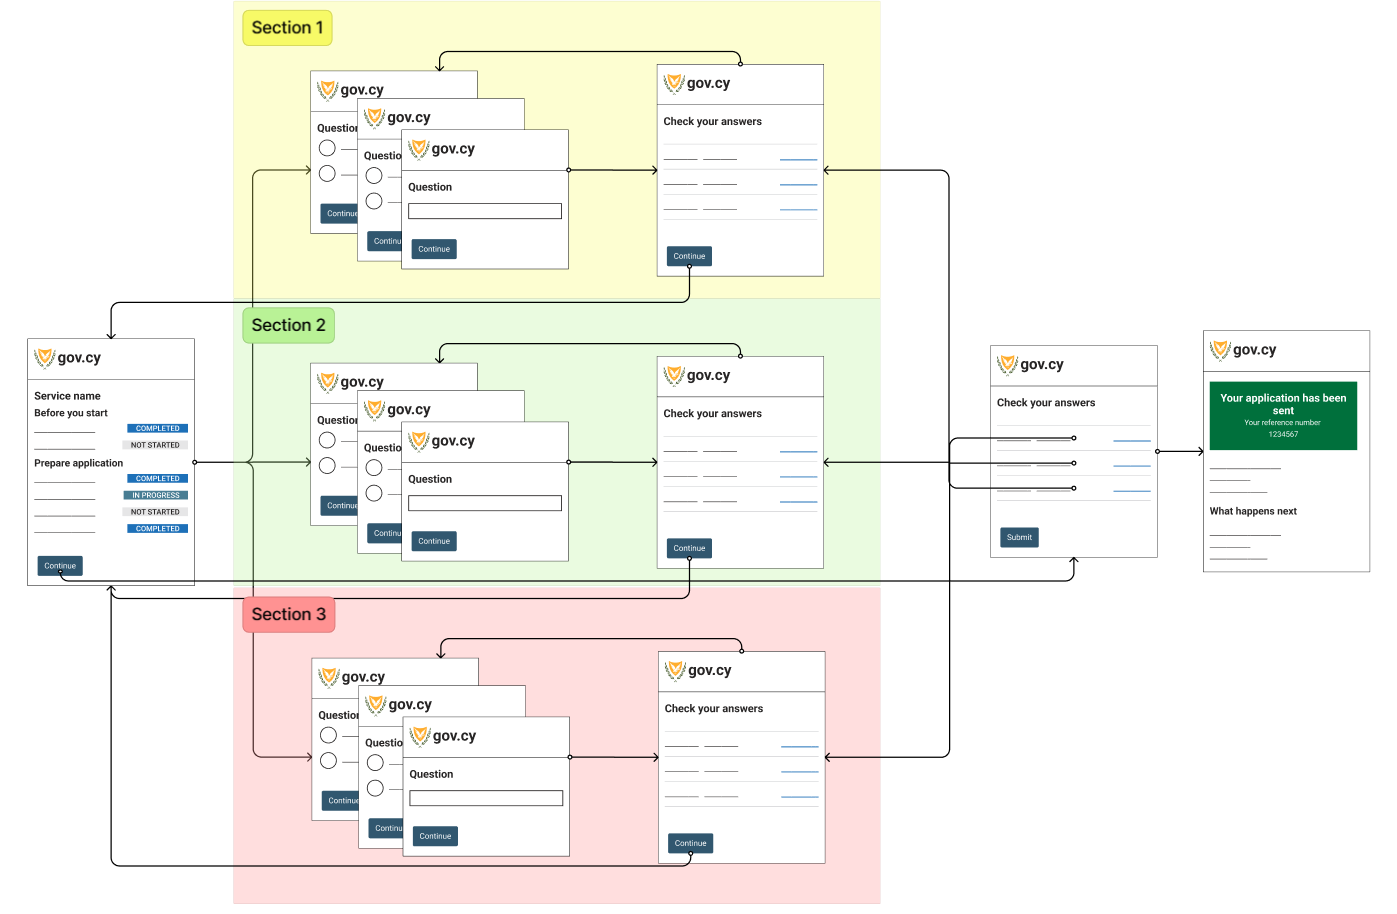 Section 1
gov.cy
Question
Continue
gov.cy
Questio
Continu
gov.cy
Question
Continue
gov.cy
Check your answers
Continue
Section 2
gov.cy
Question
Continue
gov.cy
Questio
Continu
gov.cy
Question
Continue
gov.cy
Check your answers
Continue
Section 3
gov.cy
Question
Continue
gov.cy
Questio
Continu
gov.cy
Question
Continue
gov.cy
Check your answers
Continue
gov.cy
Service name
Before you start
COMPLETED
NOT STARTED
Prepare application
COMPLETED
IN PROGRESS
NOT STARTED
COMPLETED
Continue
gov.cy
Check your answers
Submit
gov.cy
Your application has been
sent
Your reference number
1234567
What happens next